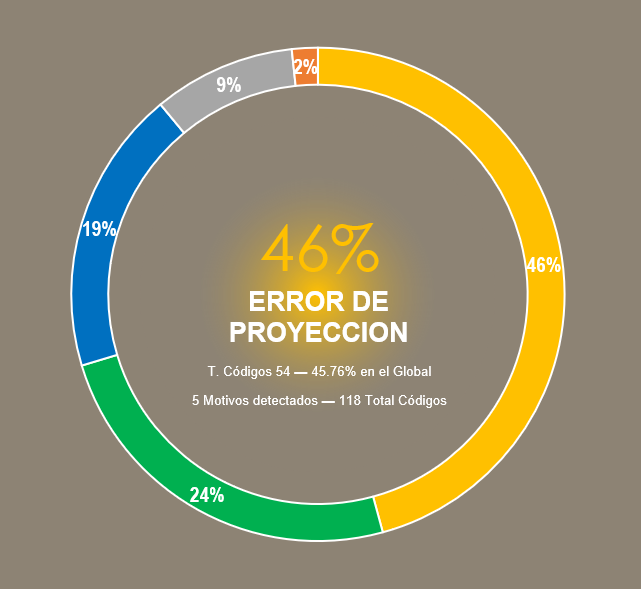 2%
9%
19%
46%
46%
ERROR DE
PROYECCION
T. Códigos 54 — 45.76% en el Global
5 Motivos detectados — 118 Total Códigos
24%